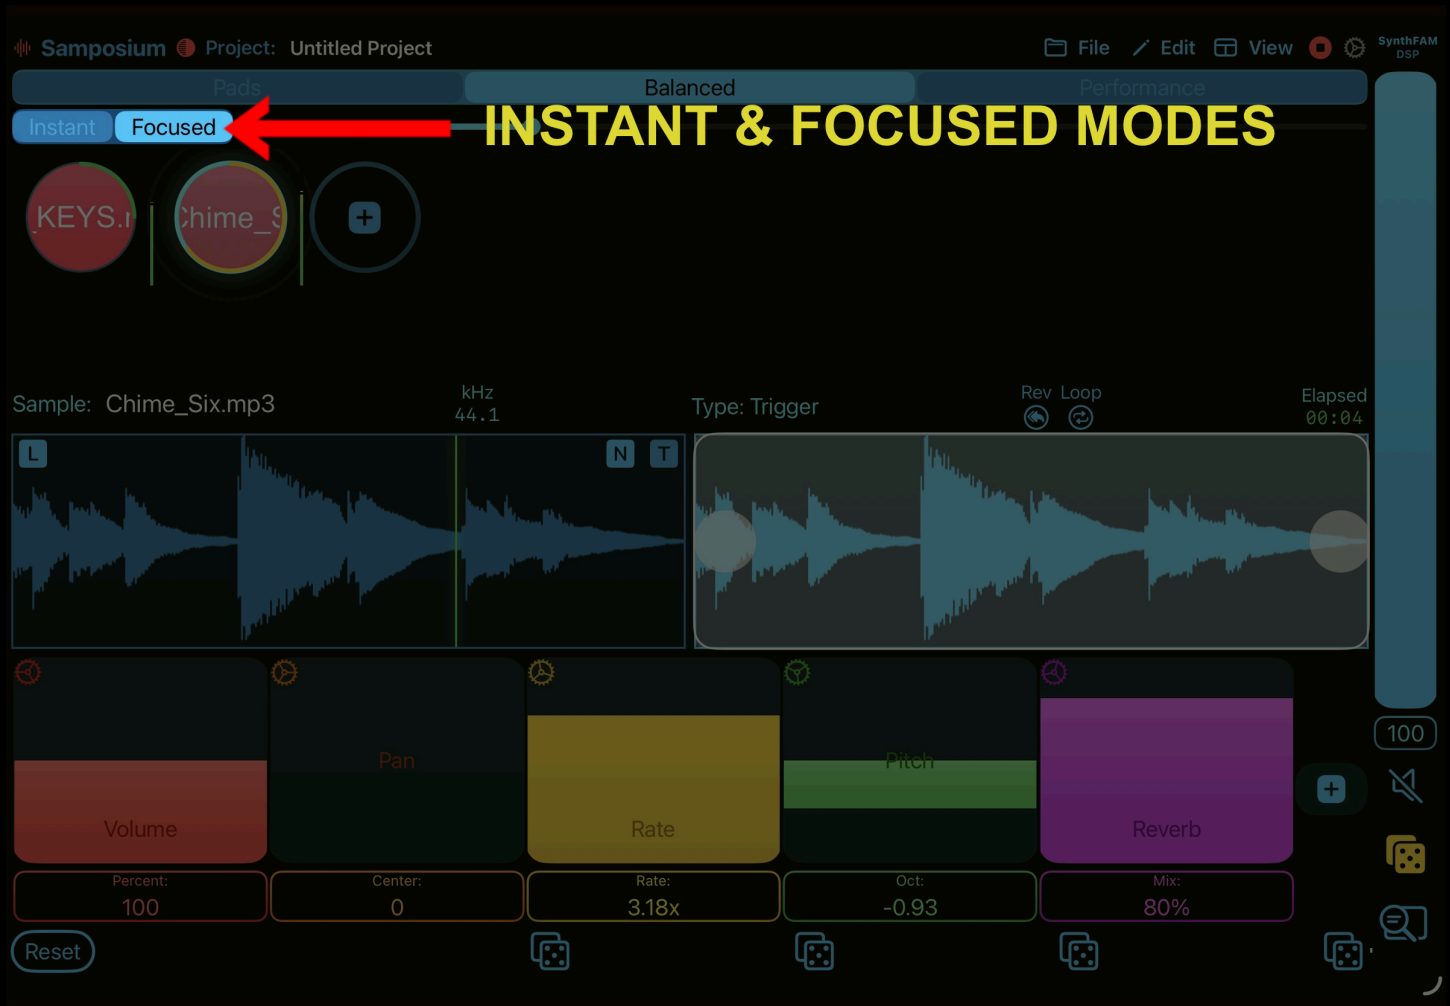 Samposium Project: Untitled Project File Edit View SynthFAM DSP
Pads Balanced Performance
Instant Focused INSTANT & FOCUSED MODES
_KEYS.r Chime_S
Sample: Chime_Six.mp3 kHz 44.1 Type: Trigger Rev Loop Elapsed 00:04
L N T
Pan Pitch
Volume Rate Reverb
100
Percent: Center: Rate: Oct: Mix:
100 0 3.18x -0.93 80%
Reset